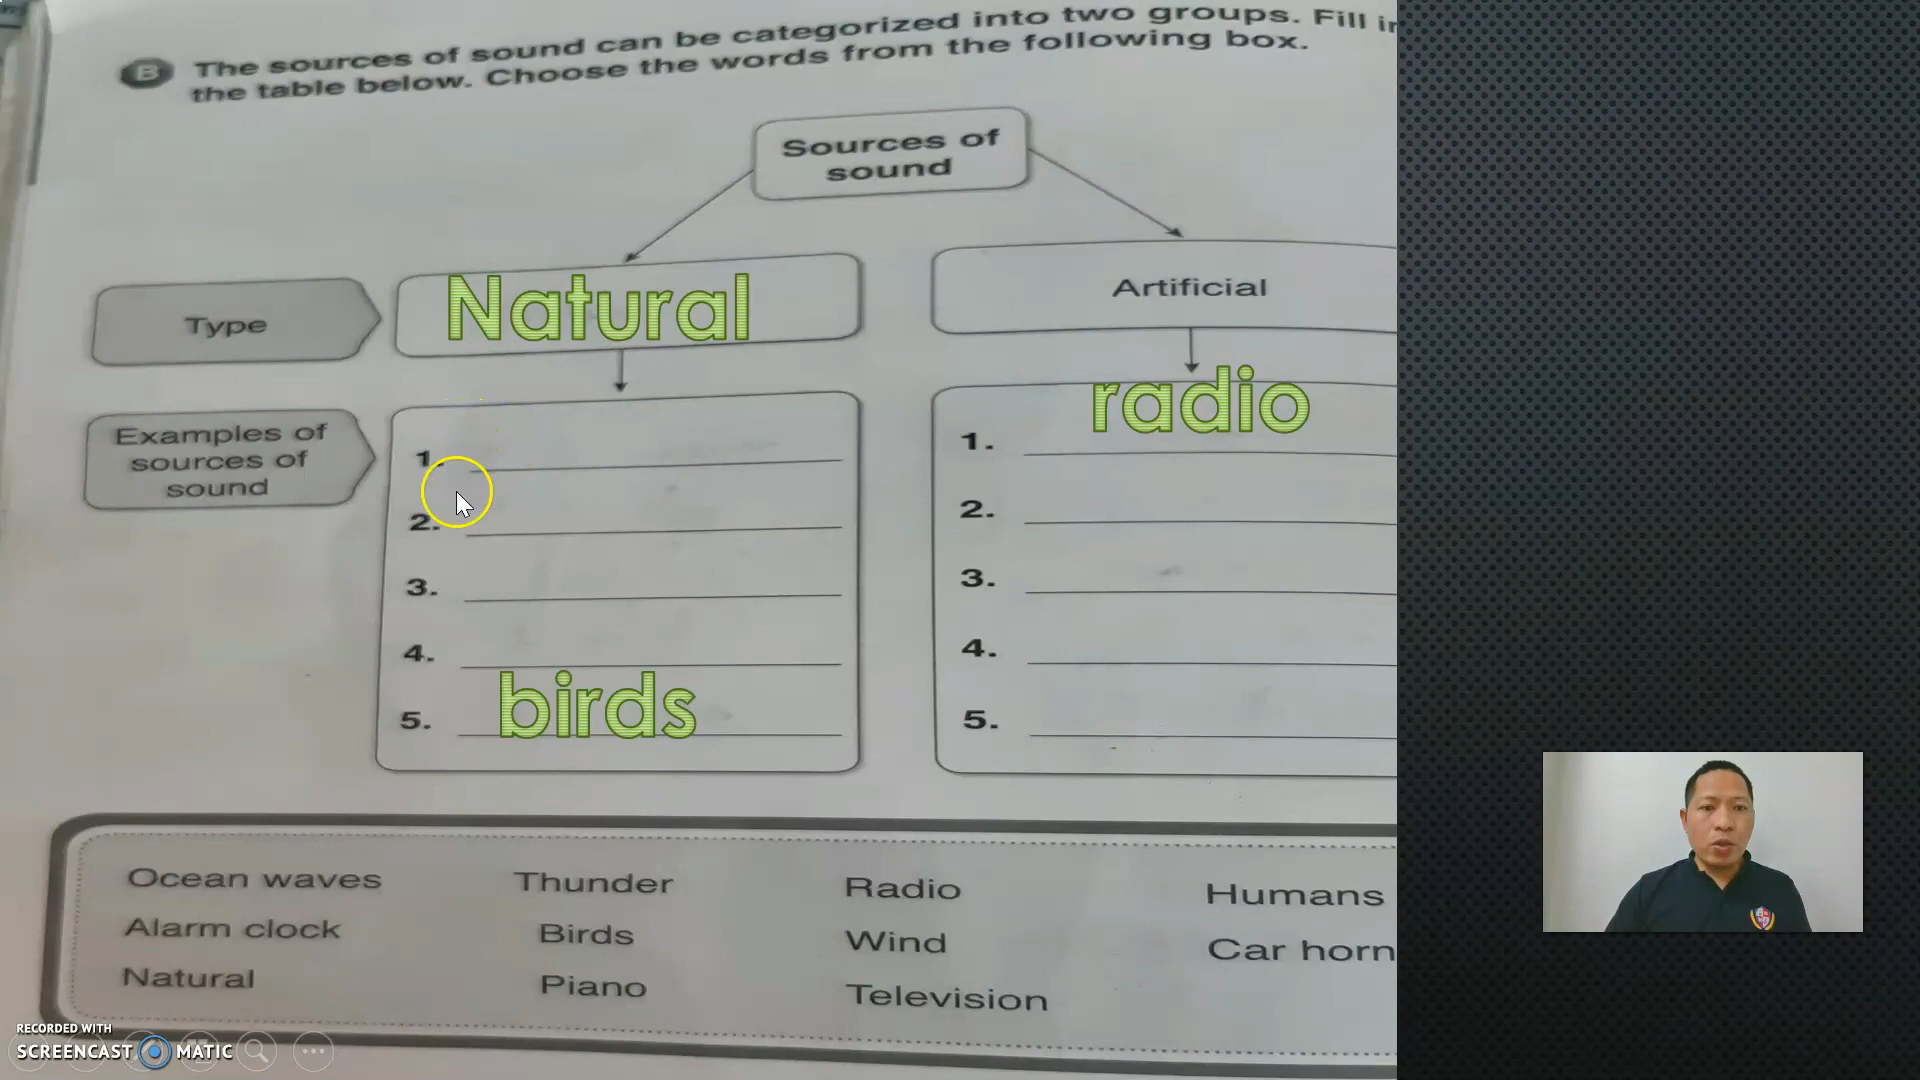 B The sources of sound can be categorized into two groups. Fill in
the table below. Choose the words from the following box.
Sources of
sound
Type
Natural
Artificial
Examples of
sources of
sound
1.
2.
3.
4.
5. birds
1. radio
2.
3.
4.
5.
Ocean waves Thunder Radio Humans
Alarm clock Birds Wind Car horn
Natural Piano Television
RECORDED WITH
SCREENCAST MATIC